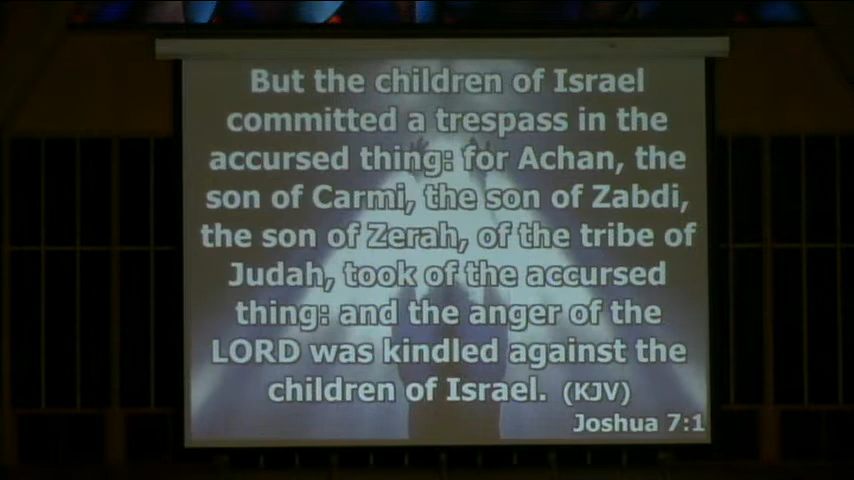 But the children of Israel
committed a trespass in the
accursed thing: for Achan, the
son of Carmi, the son of Zabdi,
the son of Zerah, of the tribe of
Judah, took of the accursed
thing: and the anger of the
LORD was kindled against the
children of Israel. (KJV)
Joshua 7:1